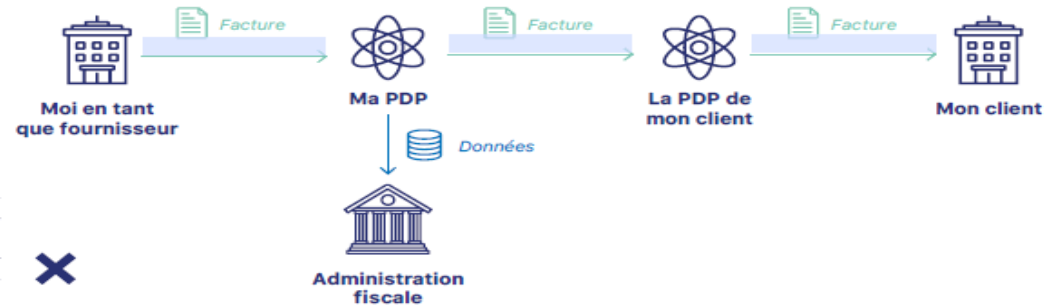 Facture
Facture
Facture
Moi en tant
que fournisseur
Ma PDP
La PDP de
mon client
Mon client
Données
Administration
fiscale